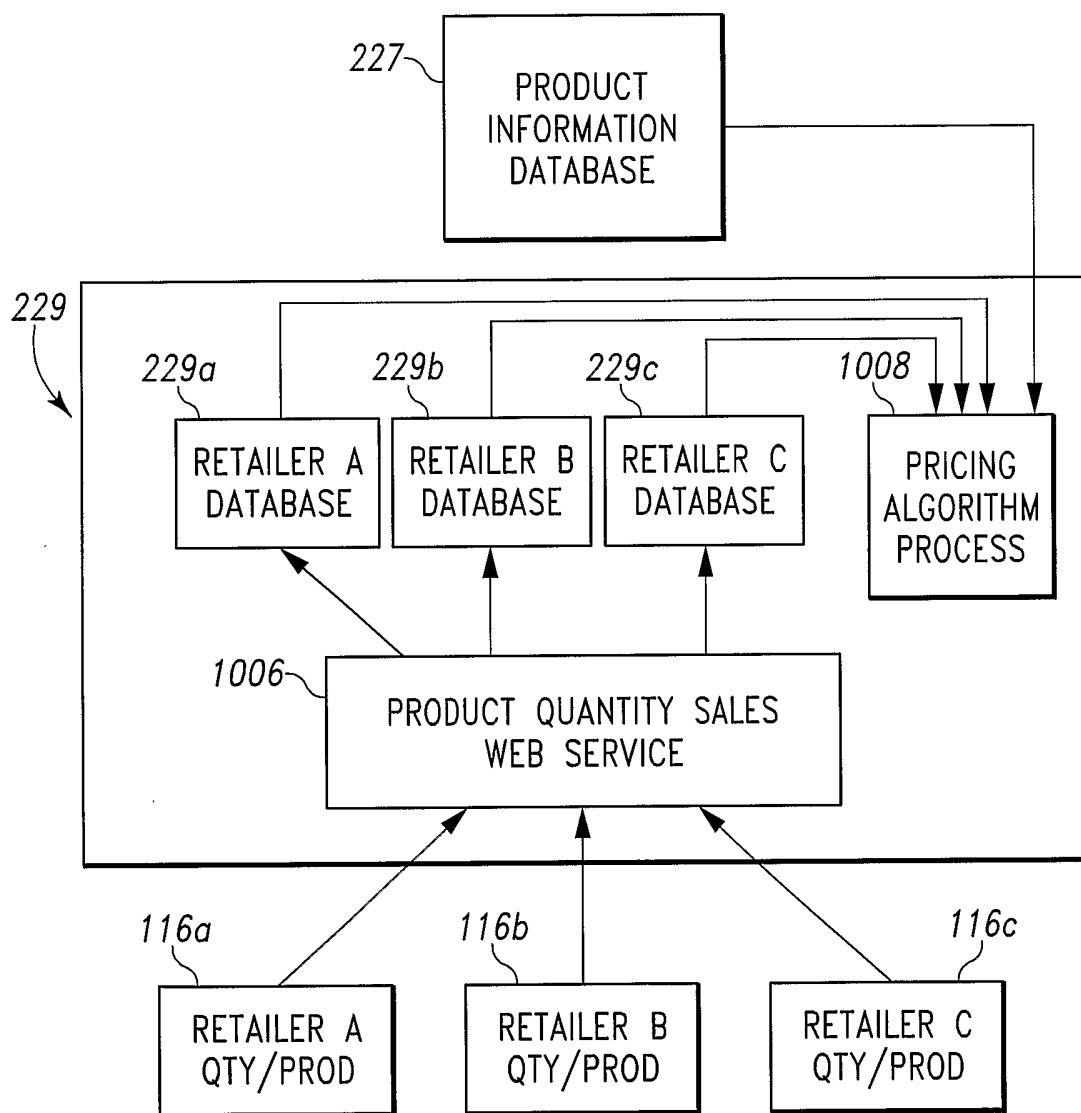 227
PRODUCT
INFORMATION
DATABASE
229
229a
229b
229c
1008
RETAILER A
DATABASE
RETAILER B
DATABASE
RETAILER C
DATABASE
PRICING
ALGORITHM
PROCESS
1006
PRODUCT QUANTITY SALES
WEB SERVICE
116a
116b
116c
RETAILER A
QTY/PROD
RETAILER B
QTY/PROD
RETAILER C
QTY/PROD